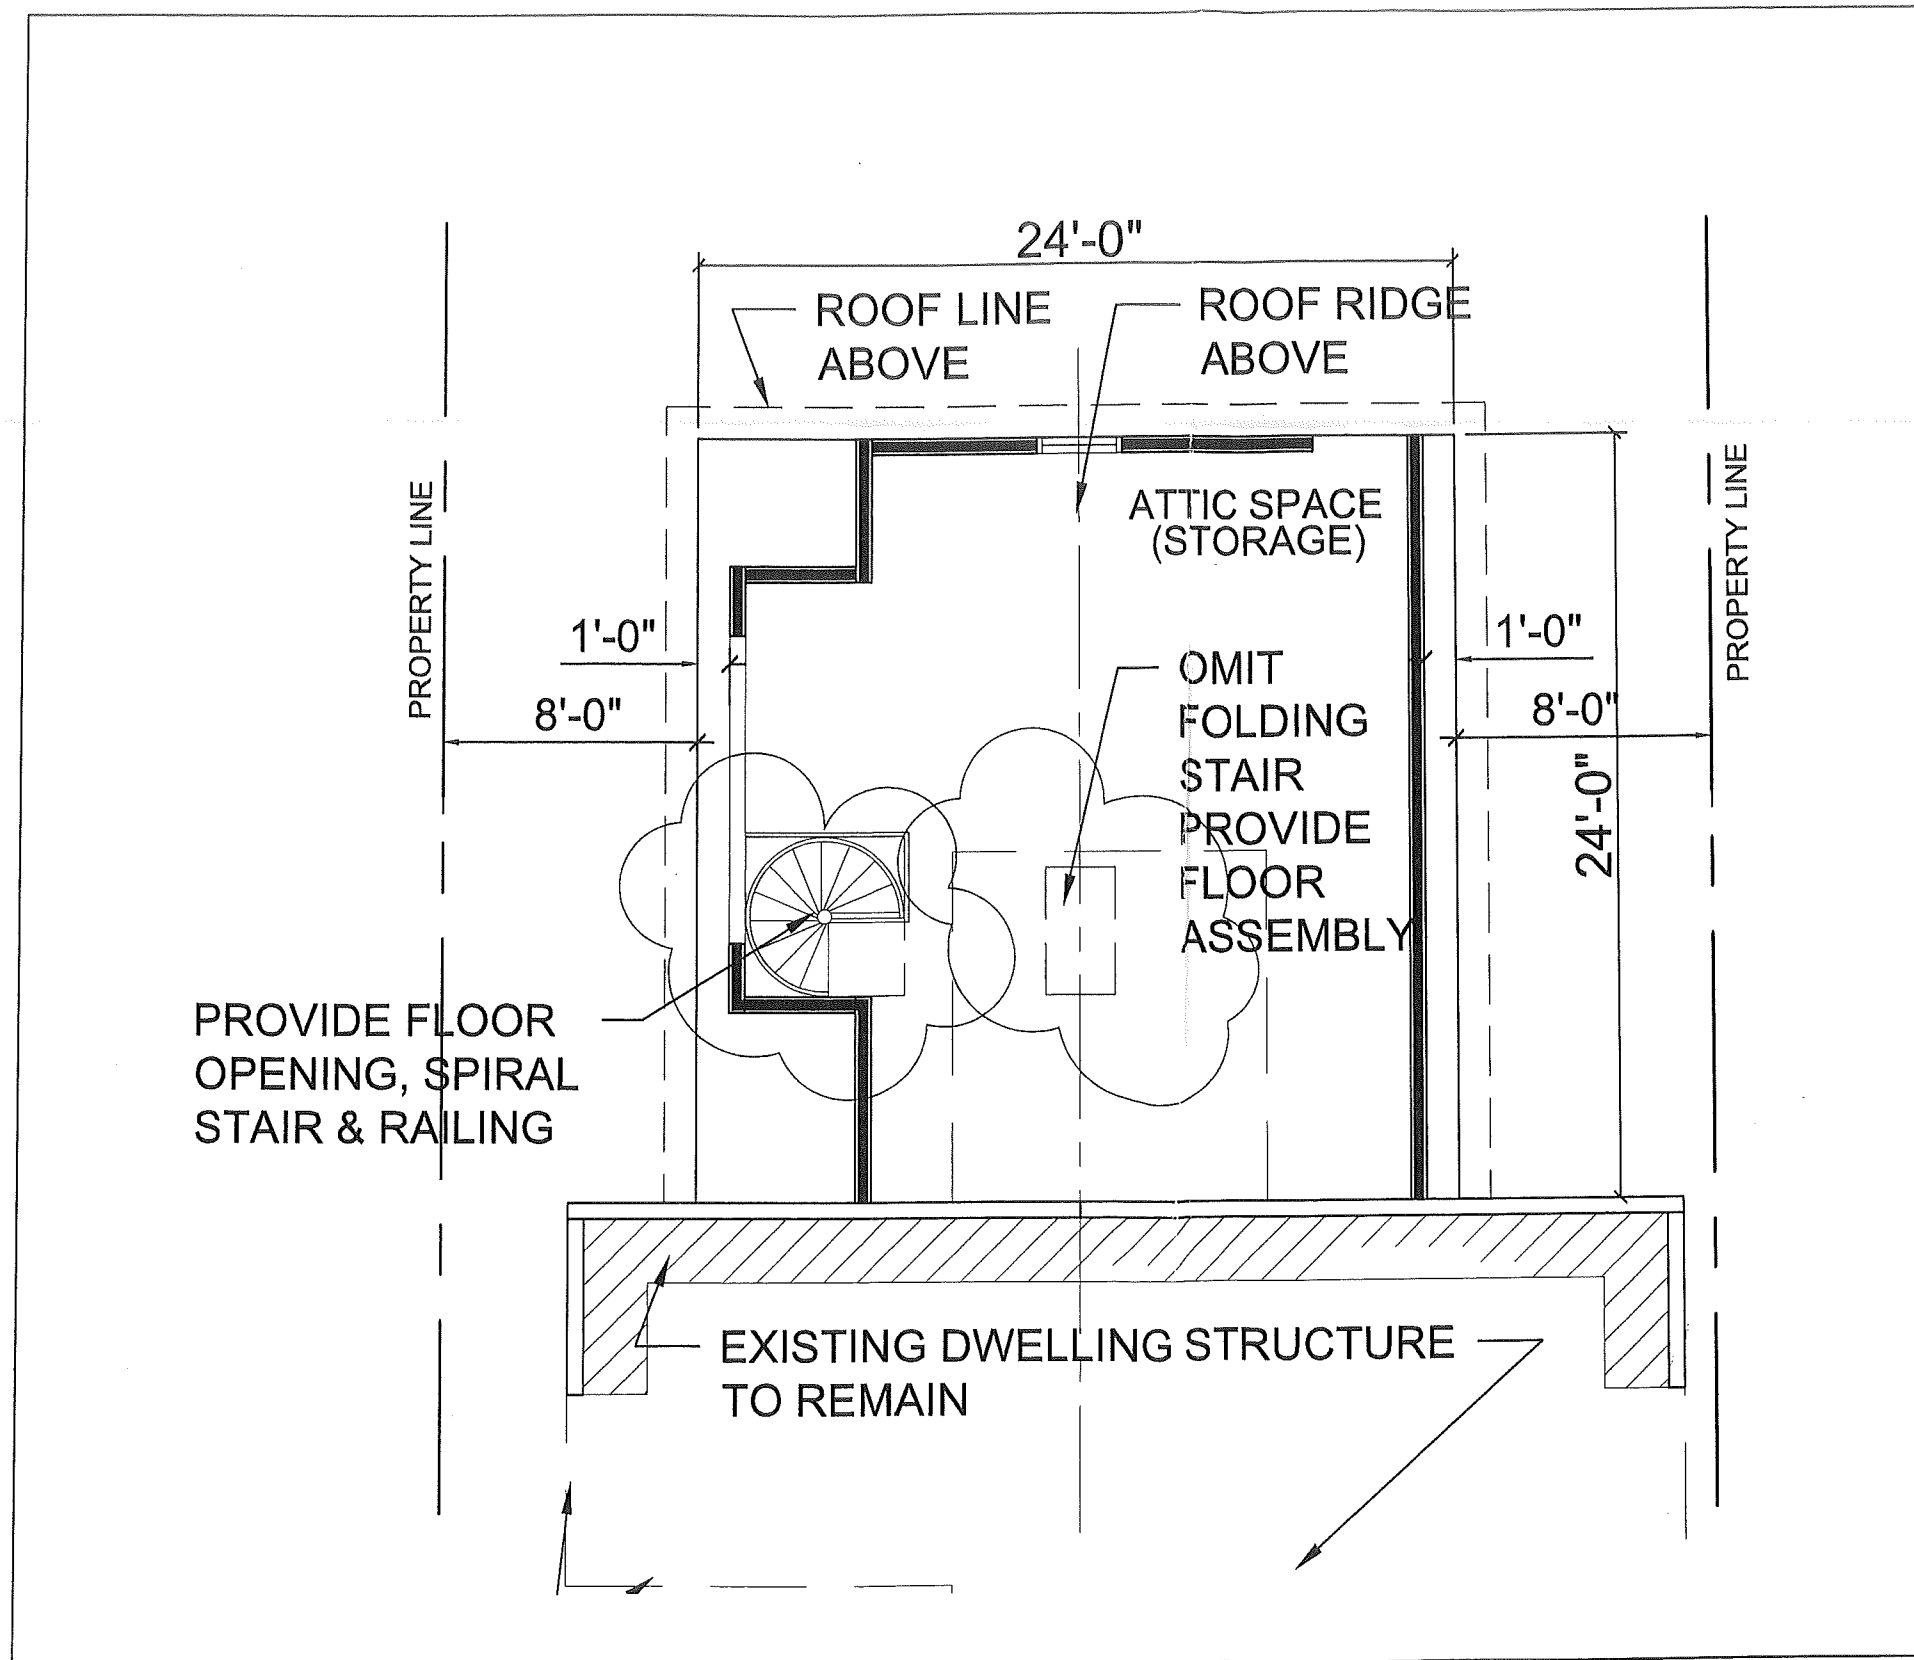 24'-0"
ROOF LINE
ABOVE
ROOF RIDGE
ABOVE
PROPERTY LINE
PROPERTY LINE
ATTIC SPACE
(STORAGE)
1'-0"
1'-0"
8'-0"
8'-0"
24'-0"
OMIT
FOLDING
STAIR
PROVIDE
FLOOR
ASSEMBLY
PROVIDE FLOOR
OPENING, SPIRAL
STAIR & RAILING
EXISTING DWELLING STRUCTURE
TO REMAIN